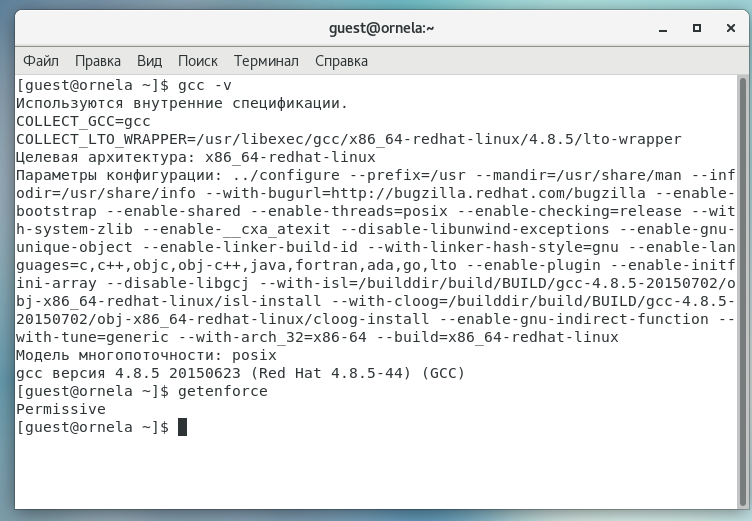 guest@ornela:~
Файл Правка Вид Поиск Терминал Справка
[guest@ornela ~]$ gcc -v
Используются внутренние спецификации.
COLLECT_GCC=gcc
COLLECT_LTO_WRAPPER=/usr/libexec/gcc/x86_64-redhat-linux/4.8.5/lto-wrapper
Целевая архитектура: x86_64-redhat-linux
Параметры конфигурации: ../configure --prefix=/usr --mandir=/usr/share/man --inf
odir=/usr/share/info --with-bugurl=http://bugzilla.redhat.com/bugzilla --enable-
bootstrap --enable-shared --enable-threads=posix --enable-checking=release --wit
h-system-zlib --enable-__cxa_atexit --disable-libunwind-exceptions --enable-gnu-
unique-object --enable-linker-build-id --with-linker-hash-style=gnu --enable-lan
guages=c,c++,objc,obj-c++,java,fortran,ada,go,lto --enable-plugin --enable-initf
ini-array --disable-libgcj --with-isl=/builddir/build/BUILD/gcc-4.8.5-20150702/o
bj-x86_64-redhat-linux/isl-install --with-cloog=/builddir/build/BUILD/gcc-4.8.5-
20150702/obj-x86_64-redhat-linux/cloog-install --enable-gnu-indirect-function --
with-tune=generic --with-arch_32=x86-64 --build=x86_64-redhat-linux
Модель многопоточности: posix
gcc версия 4.8.5 20150623 (Red Hat 4.8.5-44) (GCC)
[guest@ornela ~]$ getenforce
Permissive
[guest@ornela ~]$